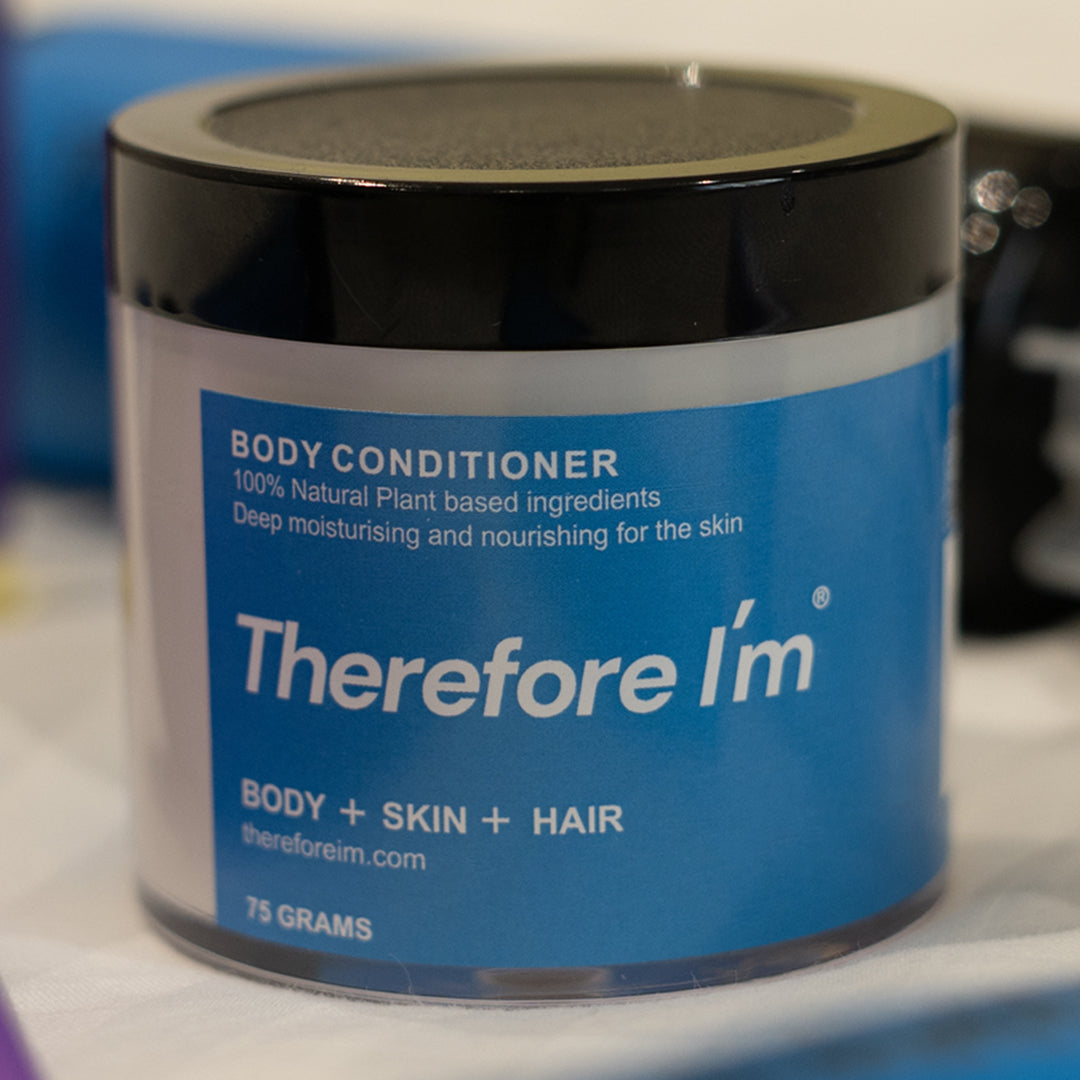 BODY CONDITIONER
100% Natural Plant based ingredients
Deep moisturising and nourishing for the skin
Therefore I'm ®
BODY + SKIN + HAIR
thereforeim.com
75 GRAMS